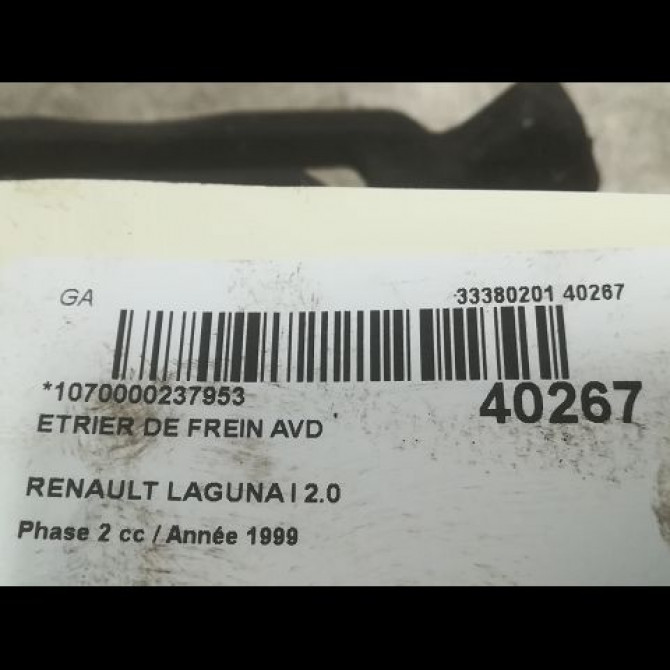 GA 33380201 40267
*1070000237953 40267
ETRIER DE FREIN AVD
RENAULT LAGUNA I 2.0
Phase 2 cc / Année 1999